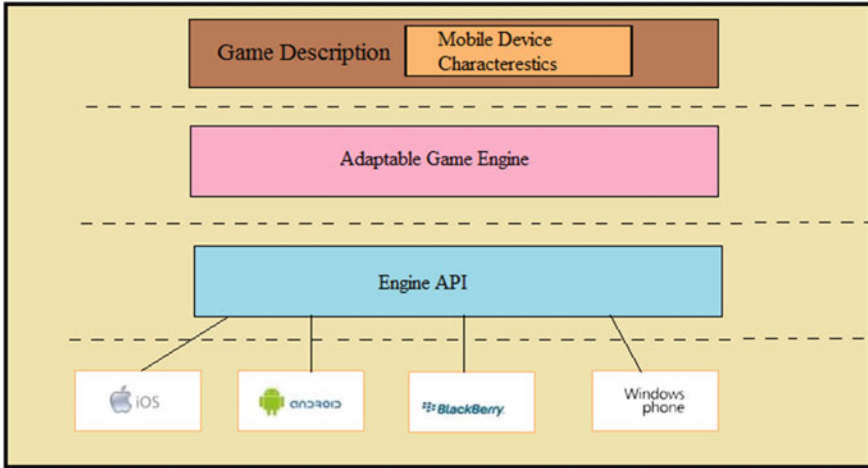 Game Description
Mobile Device
Characterestics
Adaptable Game Engine
Engine API
iOS
android
BlackBerry
Windows
phone